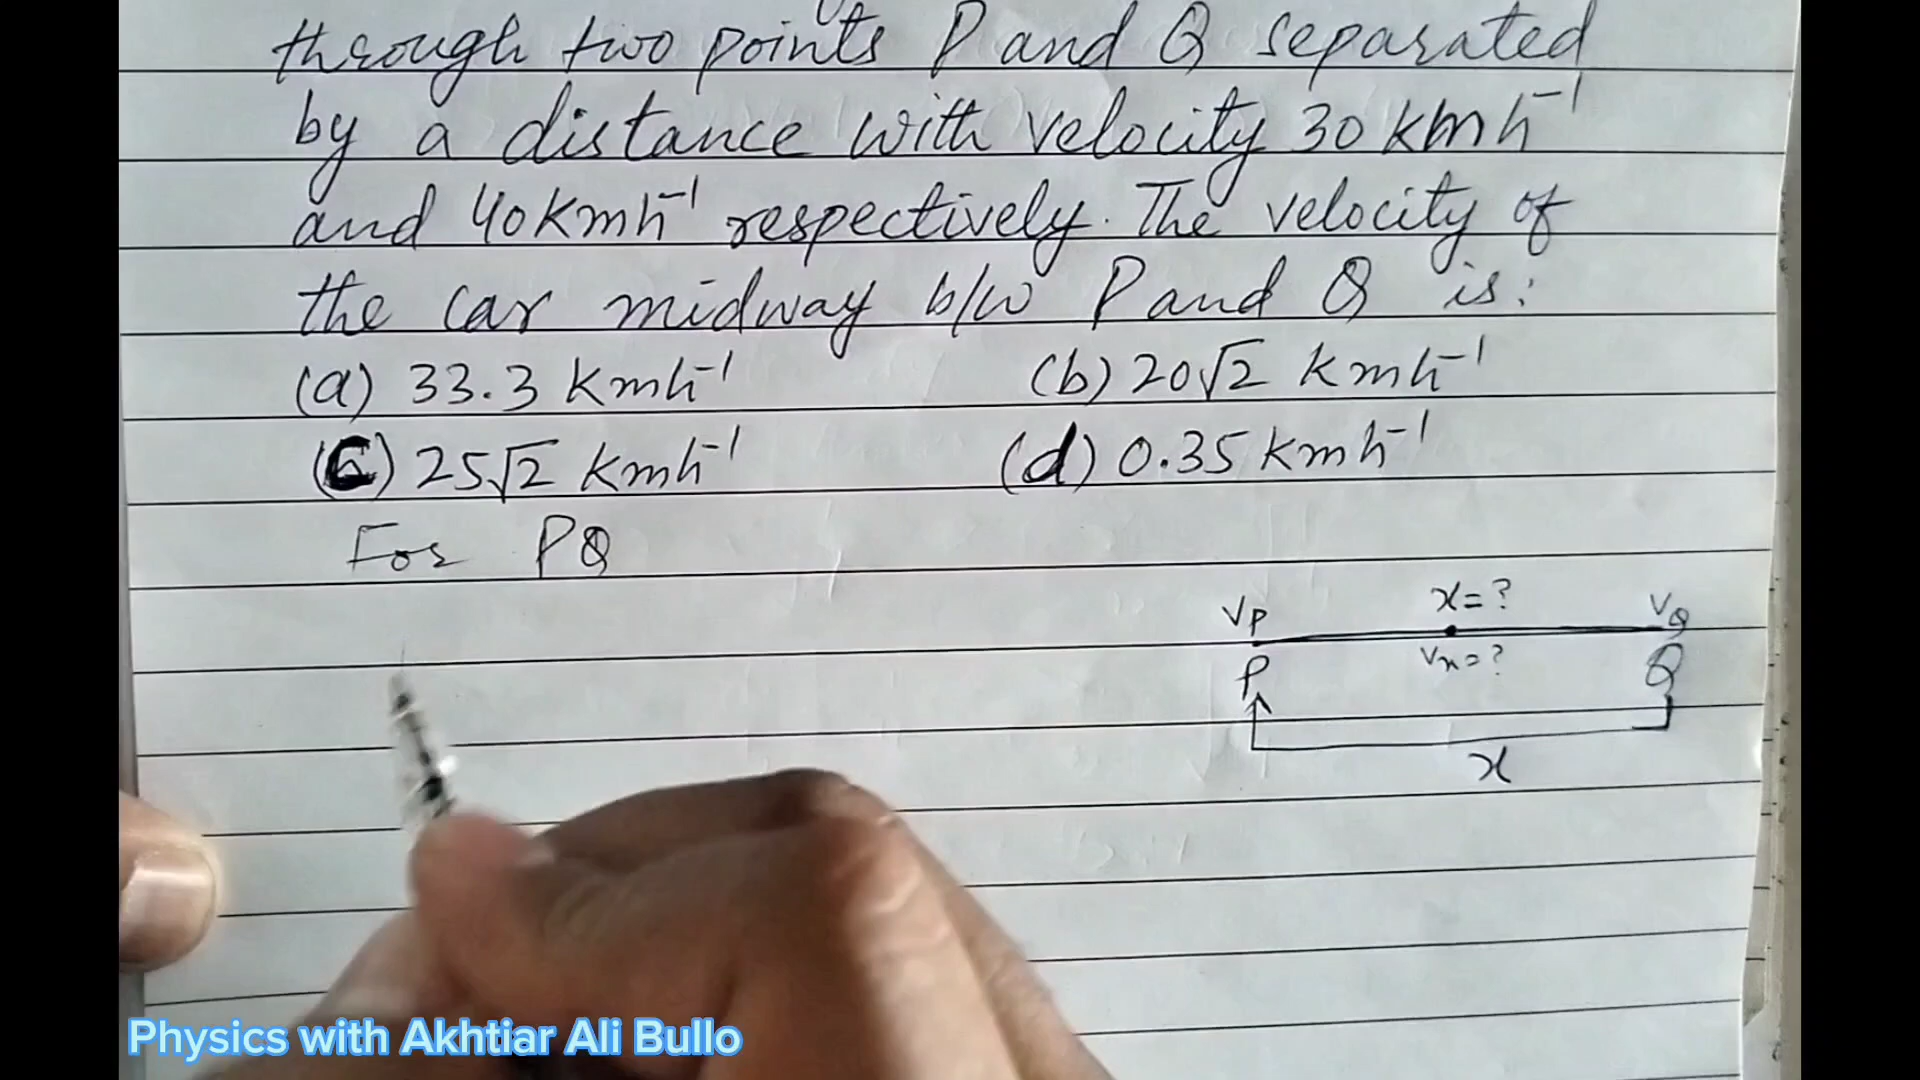 through two points P and Q separated
by a distance with velocity 30 kmh⁻¹
and 40 kmh⁻¹ respectively. The velocity of
the car midway b/w P and Q is:
(a) 33.3 kmh⁻¹ (b) 20√2 kmh⁻¹
(c) 25√2 kmh⁻¹ (d) 0.35 kmh⁻¹
For PQ
x=?
VP VQ
Vx=?
P Q
x
Physics with Akhtiar Ali Bullo